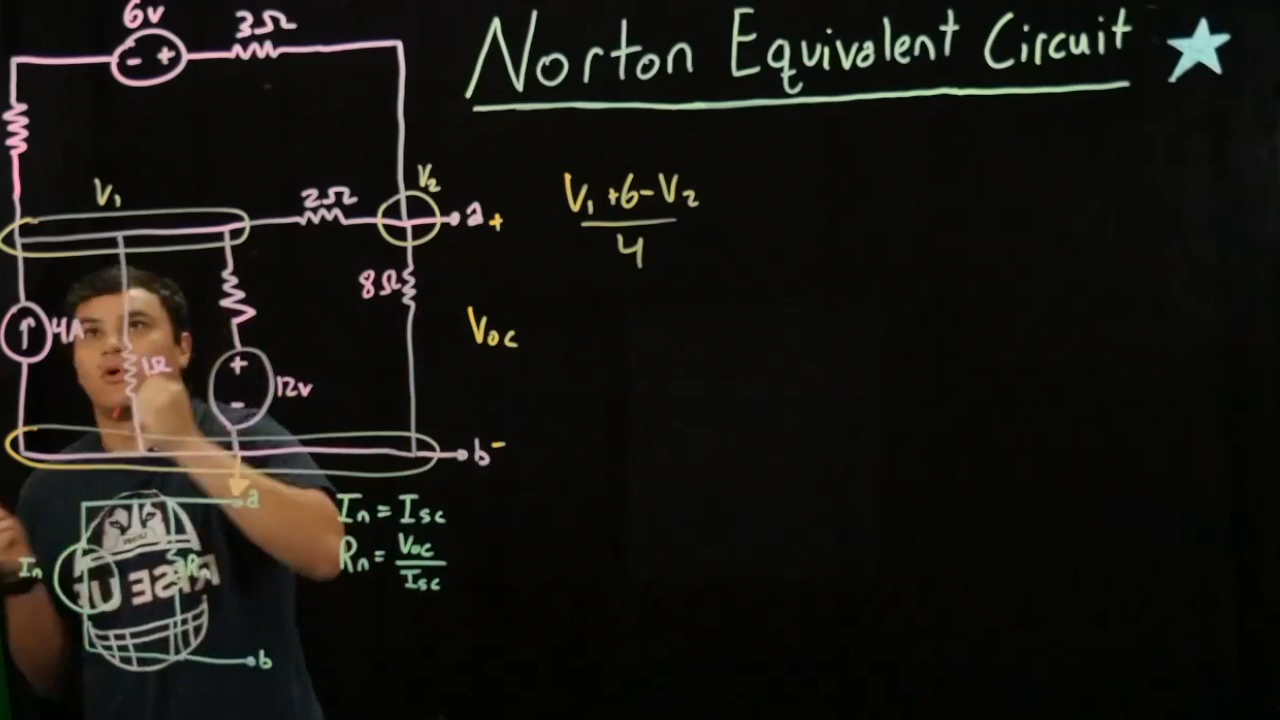 Norton Equivalent Circuit
6v
- +
3Ω
V₁
2Ω
V₂
a +
V₁ +6-V₂
4
8Ω
4A
1Ω
+
-
12v
Voc
b -
a
In
Rn
b
In = Isc
Rn = Voc
Isc